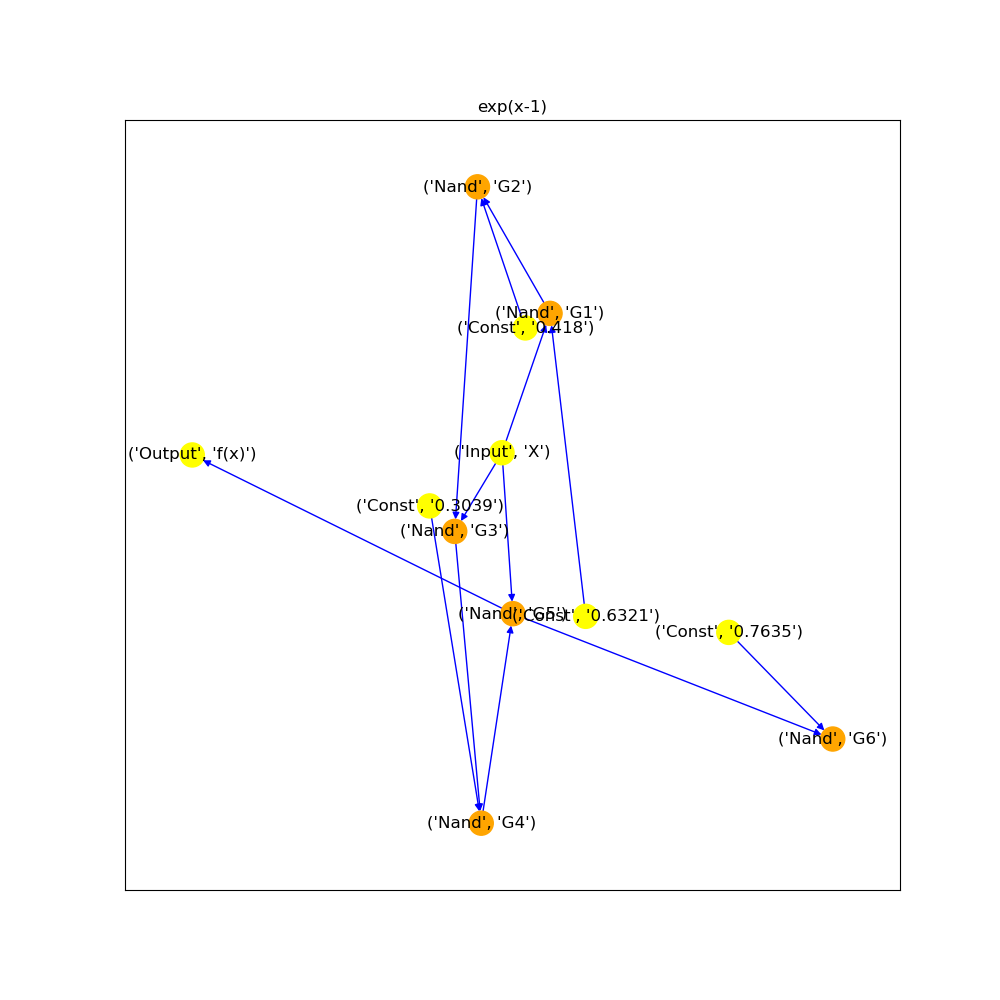 exp(x-1)
('Nand', 'G2')
('Nand', 'G1')
('Const', '0.418')
('Input', 'X')
('Output', 'f(x)')
('Const', '0.3039')
('Nand', 'G3')
('Nand', 'G5')
('Const', '0.6321')
('Const', '0.7635')
('Nand', 'G6')
('Nand', 'G4')